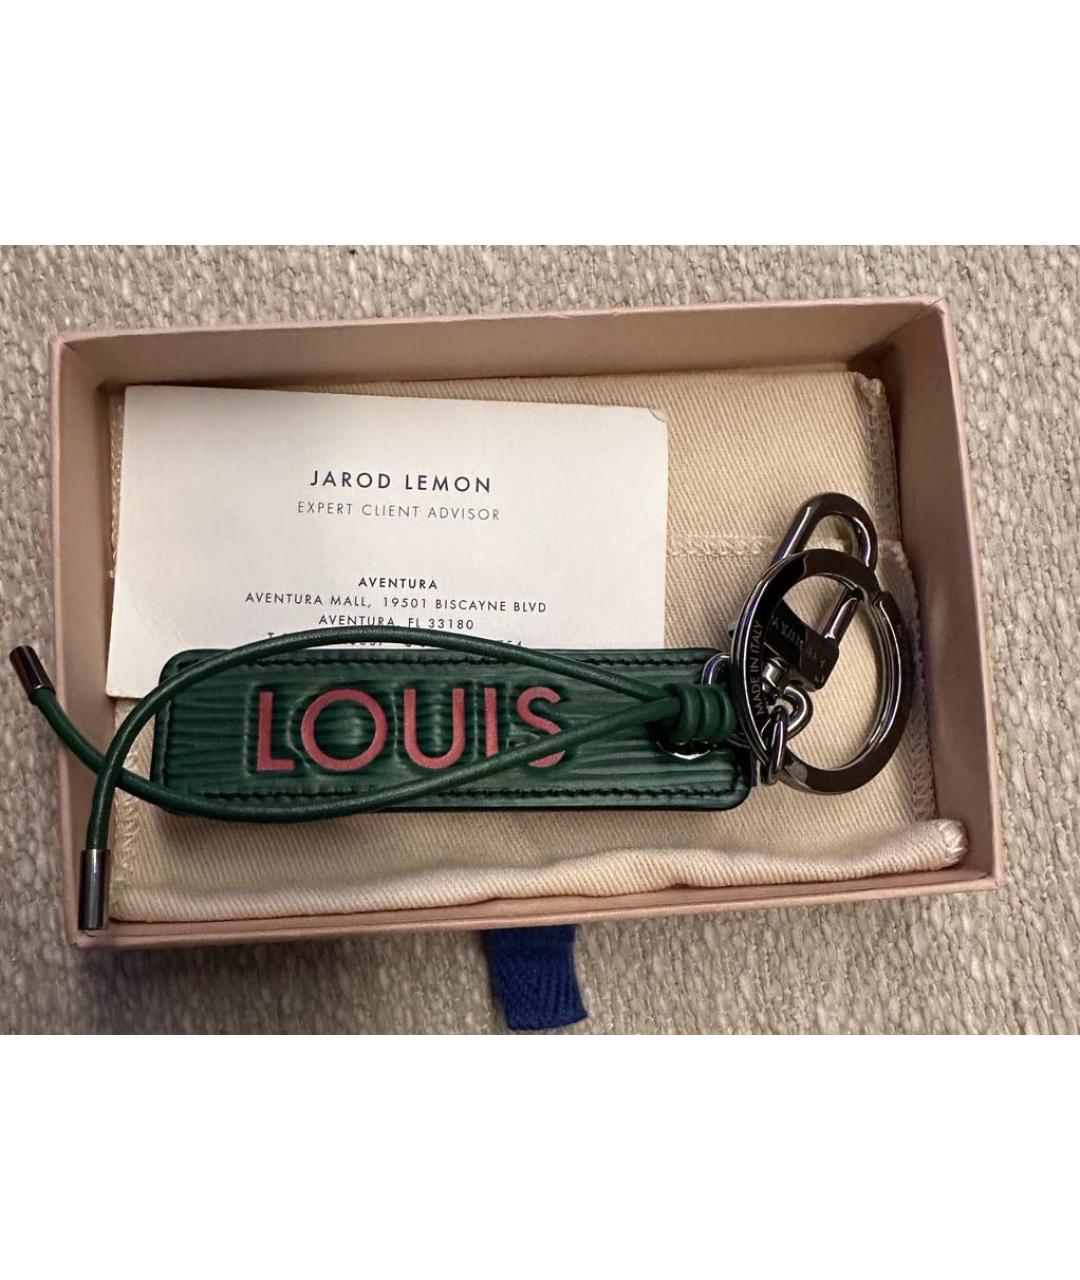 JAROD LEMON
EXPERT CLIENT ADVISOR
AVENTURA
AVENTURA MALL, 19501 BISCAYNE BLVD
AVENTURA, FL 33180
LOUIS
MADE IN ITALY